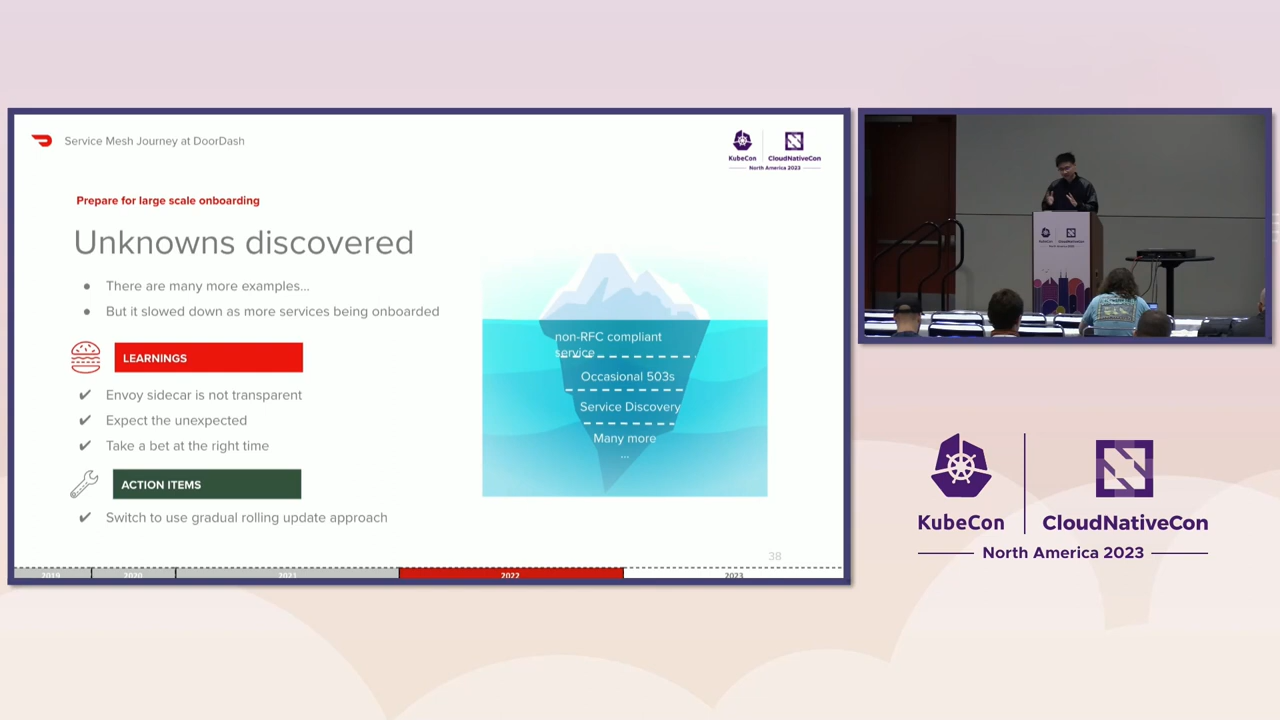 Service Mesh Journey at DoorDash
KubeCon
CloudNativeCon
North America 2023
Prepare for large scale onboarding
Unknowns discovered
There are many more examples...
But it slowed down as more services being onboarded
LEARNINGS
Envoy sidecar is not transparent
Expect the unexpected
Take a bet at the right time
ACTION ITEMS
Switch to use gradual rolling update approach
non-RFC compliant
service
Occasional 503s
Service Discovery
Many more
...
38
2019
2020
2021
2022
2023
KubeCon
CloudNativeCon
North America 2023